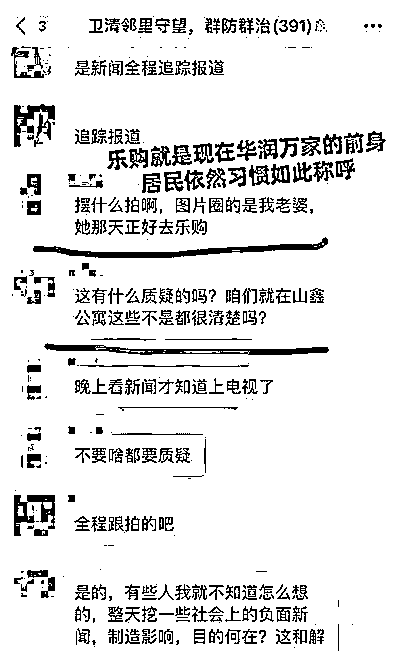 3
卫清邻里守望，群防群治(391)
是新闻全程追踪报道
追踪报道
乐购就是现在华润万家的前身
居民依然习惯如此称呼
摆什么拍啊，图片圈的是我老婆，
她那天正好去乐购
这有什么质疑的吗？咱们就在山鑫
公寓这些不是都很清楚吗？
晚上看新闻才知道上电视了
不要啥都要质疑
全程跟拍的吧
是的，有些人我就不知道怎么想
的，整天挖一些社会上的负面新
闻，制造影响，目的何在？这和解